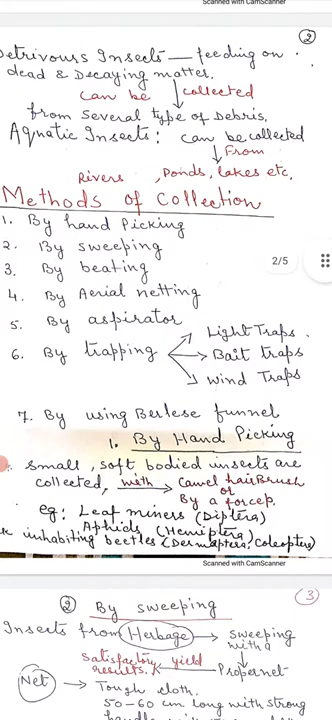 Scanned with CamScanner
2
Detrivours Insects — feeding on
dead & Decaying matter.
can be collected
from several type of Debris.
Aquatic Insects: can be collected
From
Rivers, Ponds, lakes etc,
Methods of Collection
1. By hand Picking
2. By sweeping
3. By beating
2/5
4. By Aerial netting
5. By aspirator
6. By trapping → Light Traps.
→ Bait traps
→ Wind Traps
7. By using Berlese funnel
1. By Hand Picking
small, soft bodied insects are
collected, with → Camel hair Brush
or
By a forcep.
eg: Leaf miners (Diptera)
Aphids (Hemiptera)
inhabiting beetles (Dermaptera, Coleoptera)
Scanned with CamScanner
3
2 By sweeping
Insects from Herbage → sweeping
with a
Satisfactory yield Propernet
results.
Net → Tough cloth.
50-60 cm long with strong